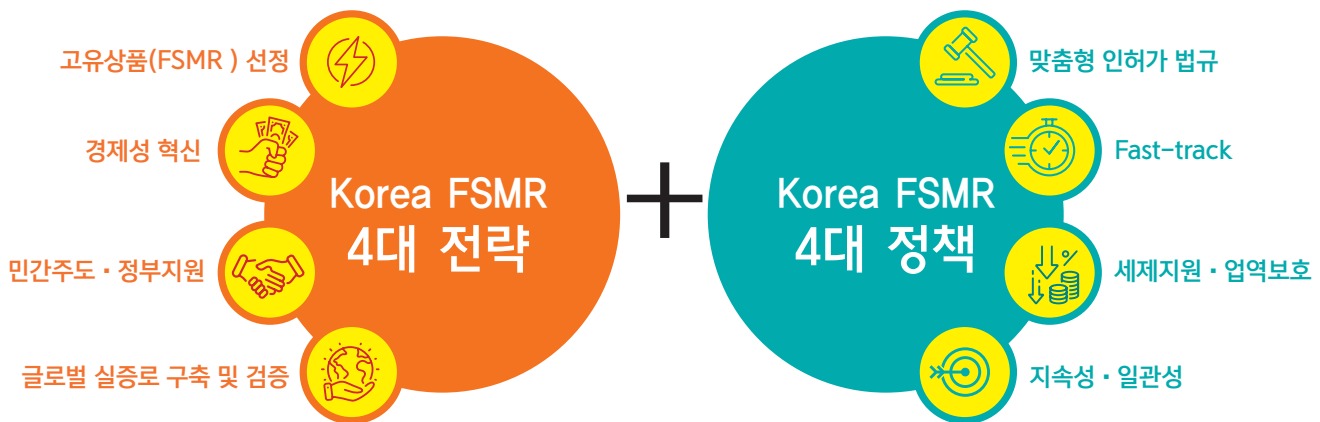 고유상품(FSMR ) 선정
경제성 혁신
민간주도 · 정부지원
글로벌 실증로 구축 및 검증
Korea FSMR
4대 전략
+
Korea FSMR
4대 정책
맞춤형 인허가 법규
Fast-track
세제지원 · 업역보호
지속성 · 일관성